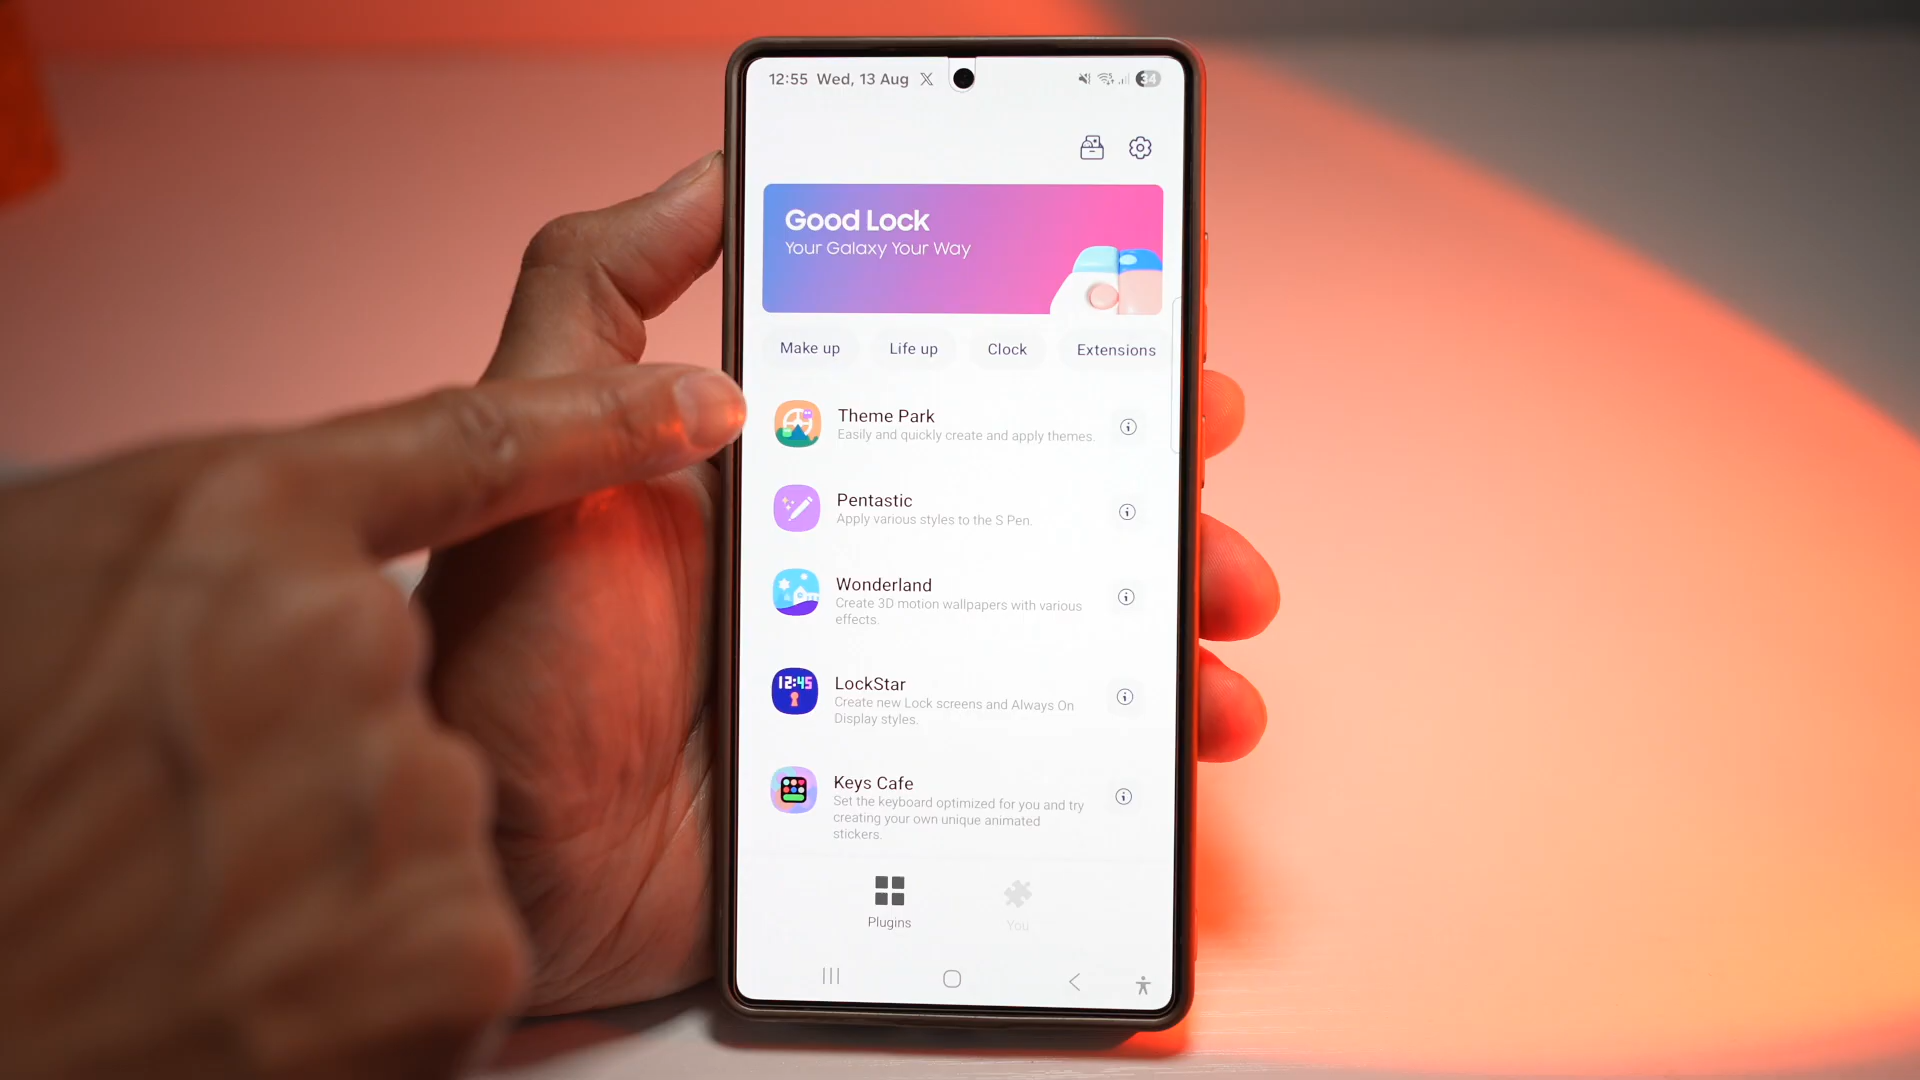 12:55 Wed, 13 Aug
34
Good Lock
Your Galaxy Your Way
Make up
Life up
Clock
Extensions
Theme Park
Easily and quickly create and apply themes.
Pentastic
Apply various styles to the S Pen.
Wonderland
Create 3D motion wallpapers with various
effects.
12:45
LockStar
Create new Lock screens and Always On
Display styles.
Keys Cafe
Set the keyboard optimized for you and try
creating your own unique animated
stickers.
Plugins
You